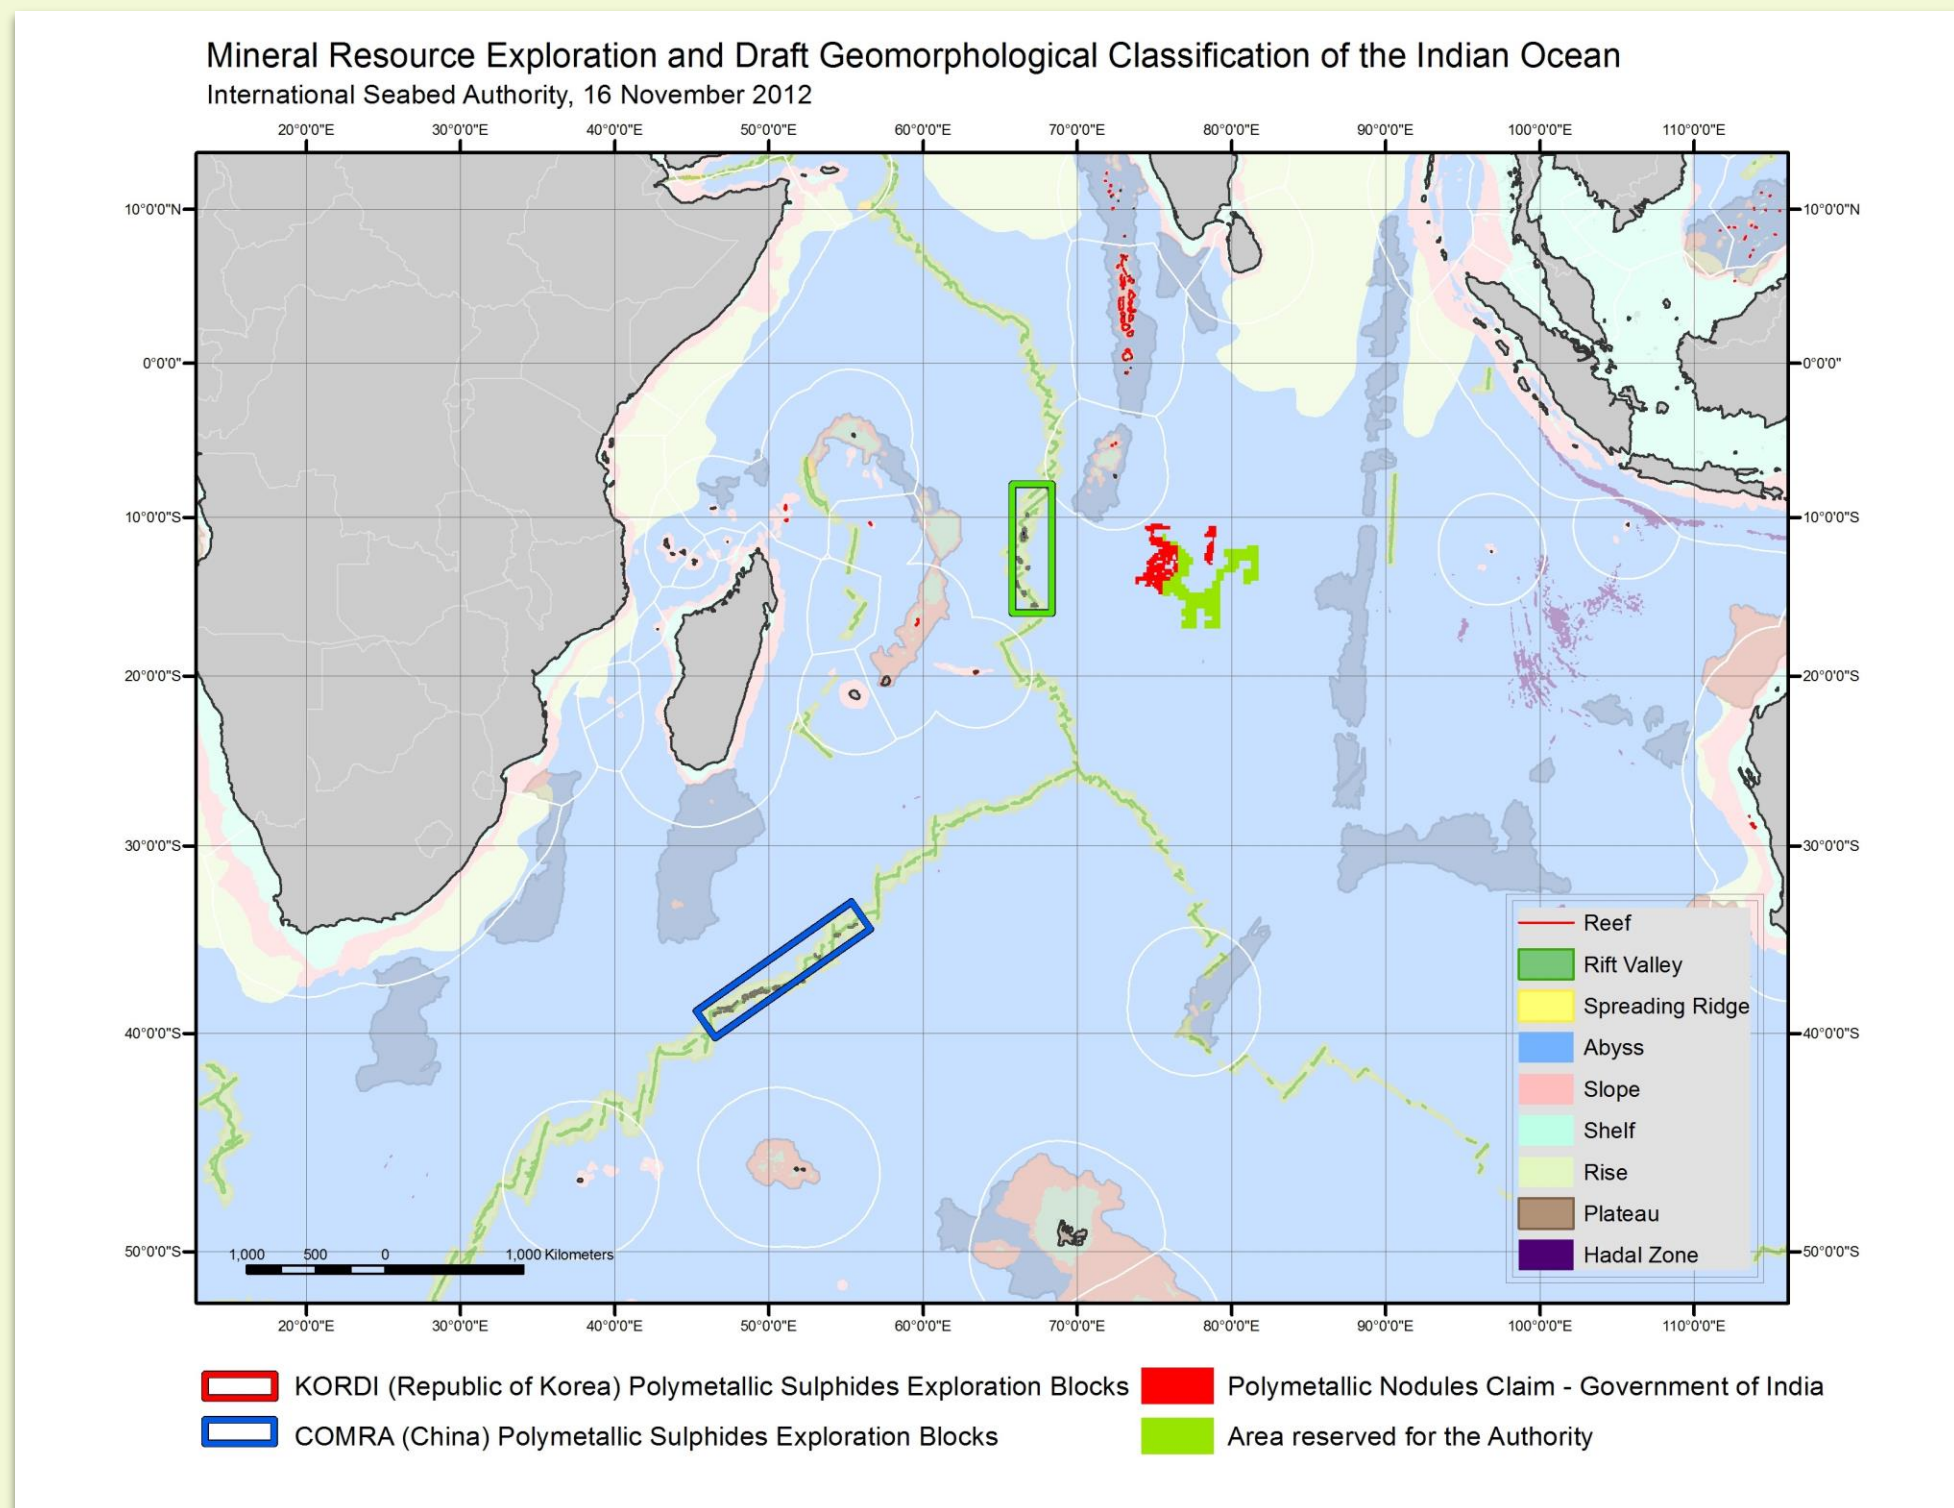 Mineral Resource Exploration and Draft Geomorphological Classification of the Indian Ocean
International Seabed Authority, 16 November 2012
20°0'0"E 30°0'0"E 40°0'0"E 50°0'0"E 60°0'0"E 70°0'0"E 80°0'0"E 90°0'0"E 100°0'0"E 110°0'0"E
10°0'0"N 10°0'0"N
0°0'0" 0°0'0"
10°0'0"S 10°0'0"S
20°0'0"S 20°0'0"S
30°0'0"S 30°0'0"S
Reef
Rift Valley
Spreading Ridge
40°0'0"S 40°0'0"S
Abyss
Slope
Shelf
Rise
Plateau
50°0'0"S 50°0'0"S
Hadal Zone
1,000 500 0 1,000 Kilometers
20°0'0"E 30°0'0"E 40°0'0"E 50°0'0"E 60°0'0"E 70°0'0"E 80°0'0"E 90°0'0"E 100°0'0"E 110°0'0"E
KORDI (Republic of Korea) Polymetallic Sulphides Exploration Blocks
COMRA (China) Polymetallic Sulphides Exploration Blocks
Polymetallic Nodules Claim - Government of India
Area reserved for the Authority